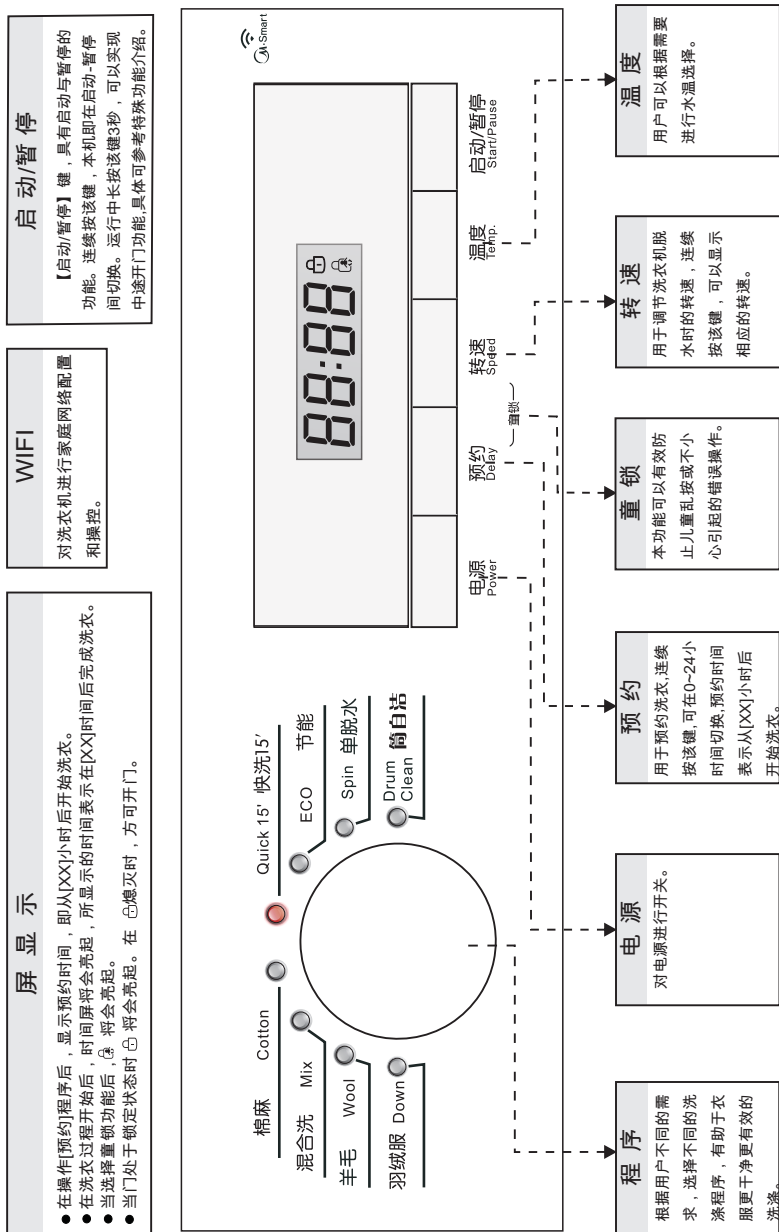 屏 显 示
● 在操作[预约]程序后，显示预约时间，即从[XX]小时后开始洗衣。
● 在洗衣过程开始后，时间屏将会亮起，所显示的时间表示在[XX]时间后完成洗衣。
● 当选择童锁功能后, 将会亮起。
● 当门处于锁定状态时 将会亮起。在 熄灭时，方可开门。
WIFI
对洗衣机进行家庭网络配置
和操控。
启 动/暂 停
【启动/暂停】键，具有启动与暂停的
功能。连续按该键，本机即在启动-暂停
间切换。运行中长按该键3秒，可以实现
中途开门功能,具体可参考特殊功能介绍。
棉麻 Cotton
混合洗 Mix
羊毛 Wool
羽绒服 Down
Quick 15' 快洗15'
ECO 节能
Spin 单脱水
Drum
Clean 筒自洁
M-Smart
88:88
电源
Power
预约
Delay
童锁
转速
Speed
温度
Temp.
启动/暂停
Start/Pause
程 序
根据用户不同的需
求，选择不同的洗
涤程序，有助于衣
服更干净更有效的
洗涤。
电 源
对电源进行开关。
预 约
用于预约洗衣,连续
按该键,可在0~24小
时间切换,预约时间
表示从[XX]小时后
开始洗衣。
童 锁
本功能可以有效防
止儿童乱按或不小
心引起的错误操作。
转 速
用于调节洗衣机脱
水时的转速，连续
按该键，可以显示
相应的转速。
温 度
用户可以根据需要
进行水温选择。